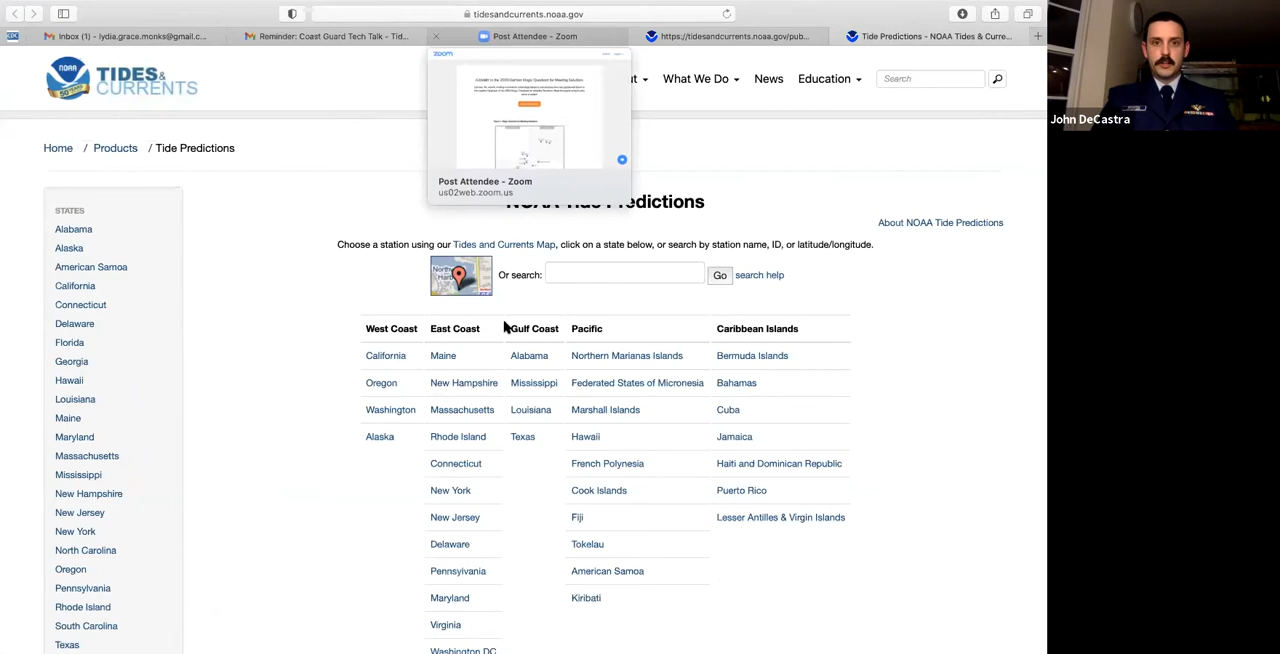 tidesandcurrents.noaa.gov
CDC
Inbox (1) - lydia.grace.monks@gmail.c...
Reminder: Coast Guard Tech Talk - Tid...
Post Attendee - Zoom
https://tidesandcurrents.noaa.gov/pub...
Tide Predictions - NOAA Tides & Curre...
zoom
Post Attendee - Zoom
us02web.zoom.us
NOAA
50 YEARS
TIDES &
CURRENTS
ut What We Do News Education Search
Home / Products / Tide Predictions
NOAA Tide Predictions
About NOAA Tide Predictions
Choose a station using our Tides and Currents Map, click on a state below, or search by station name, ID, or latitude/longitude.
Or search: Go search help
STATES
Alabama
Alaska
American Samoa
California
Connecticut
Delaware
Florida
Georgia
Hawaii
Louisiana
Maine
Maryland
Massachusetts
Mississippi
New Hampshire
New Jersey
New York
North Carolina
Oregon
Pennsylvania
Rhode Island
South Carolina
Texas
West Coast East Coast Gulf Coast Pacific Caribbean Islands
California Maine Alabama Northern Marianas Islands Bermuda Islands
Oregon New Hampshire Mississippi Federated States of Micronesia Bahamas
Washington Massachusetts Louisiana Marshall Islands Cuba
Alaska Rhode Island Texas Hawaii Jamaica
Connecticut French Polynesia Haiti and Dominican Republic
New York Cook Islands Puerto Rico
New Jersey Fiji Lesser Antilles & Virgin Islands
Delaware Tokelau
Pennsylvania American Samoa
Maryland Kiribati
Virginia
Washington DC
John DeCastra